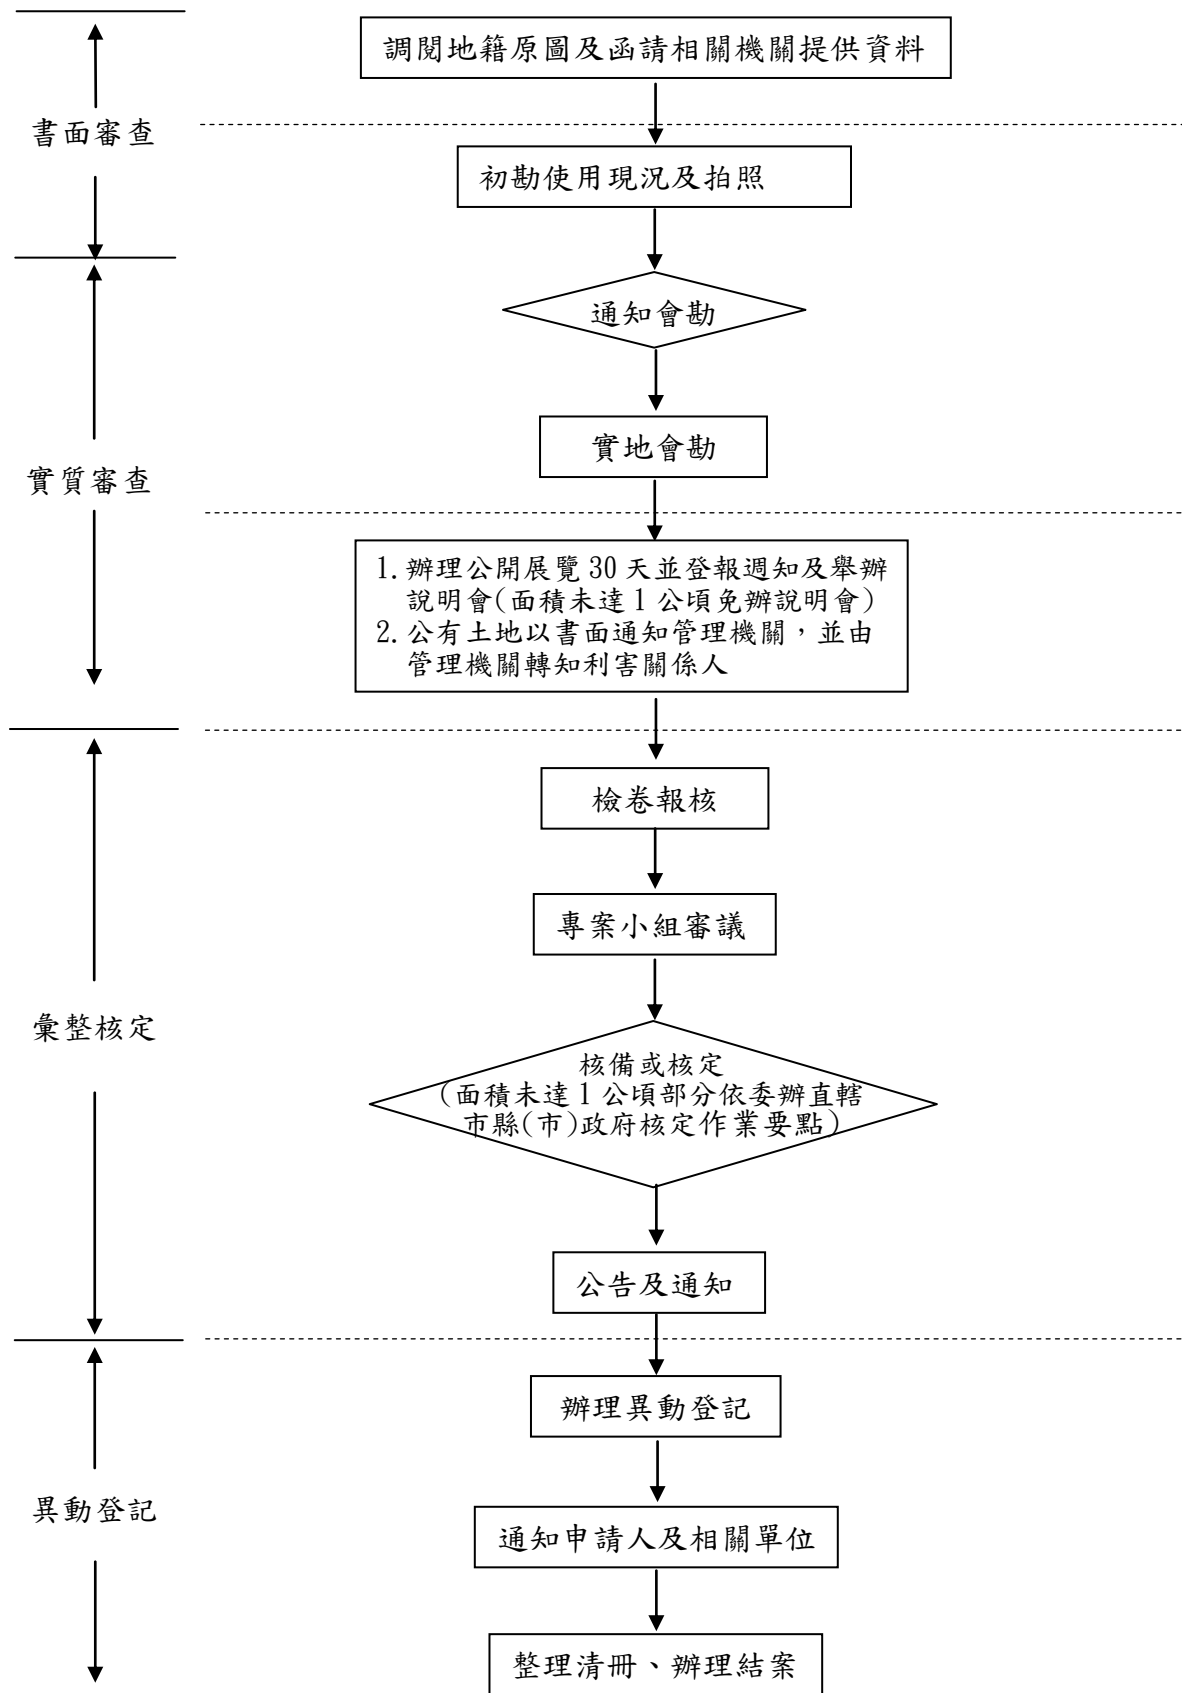 調閱地籍原圖及函請相關機關提供資料
書面審查
初勘使用現況及拍照
通知會勘
實地會勘
實質審查
1.辦理公開展覽30天並登報週知及舉辦
說明會(面積未達1公頃免辦說明會)
2.公有土地以書面通知管理機關，並由
管理機關轉知利害關係人
檢卷報核
專案小組審議
彙整核定
核備或核定
(面積未達1公頃部分依委辦直轄
市縣(市)政府核定作業要點)
公告及通知
辦理異動登記
異動登記
通知申請人及相關單位
整理清冊、辦理結案